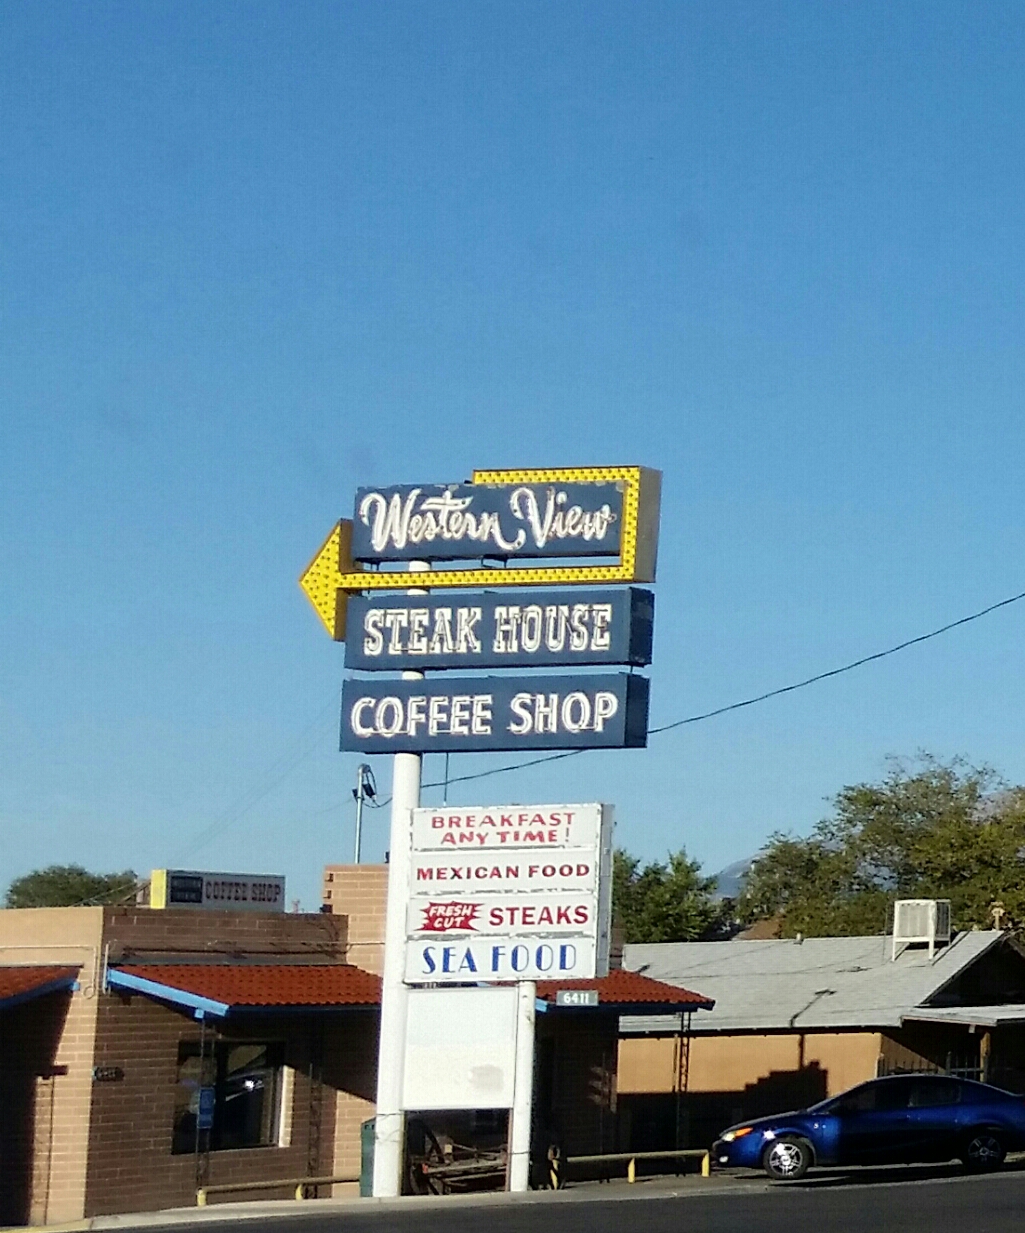 Western View
STEAK HOUSE
COFFEE SHOP
BREAKFAST
ANY TIME!
MEXICAN FOOD
FRESH CUT STEAKS
SEA FOOD
6411
COFFEE SHOP